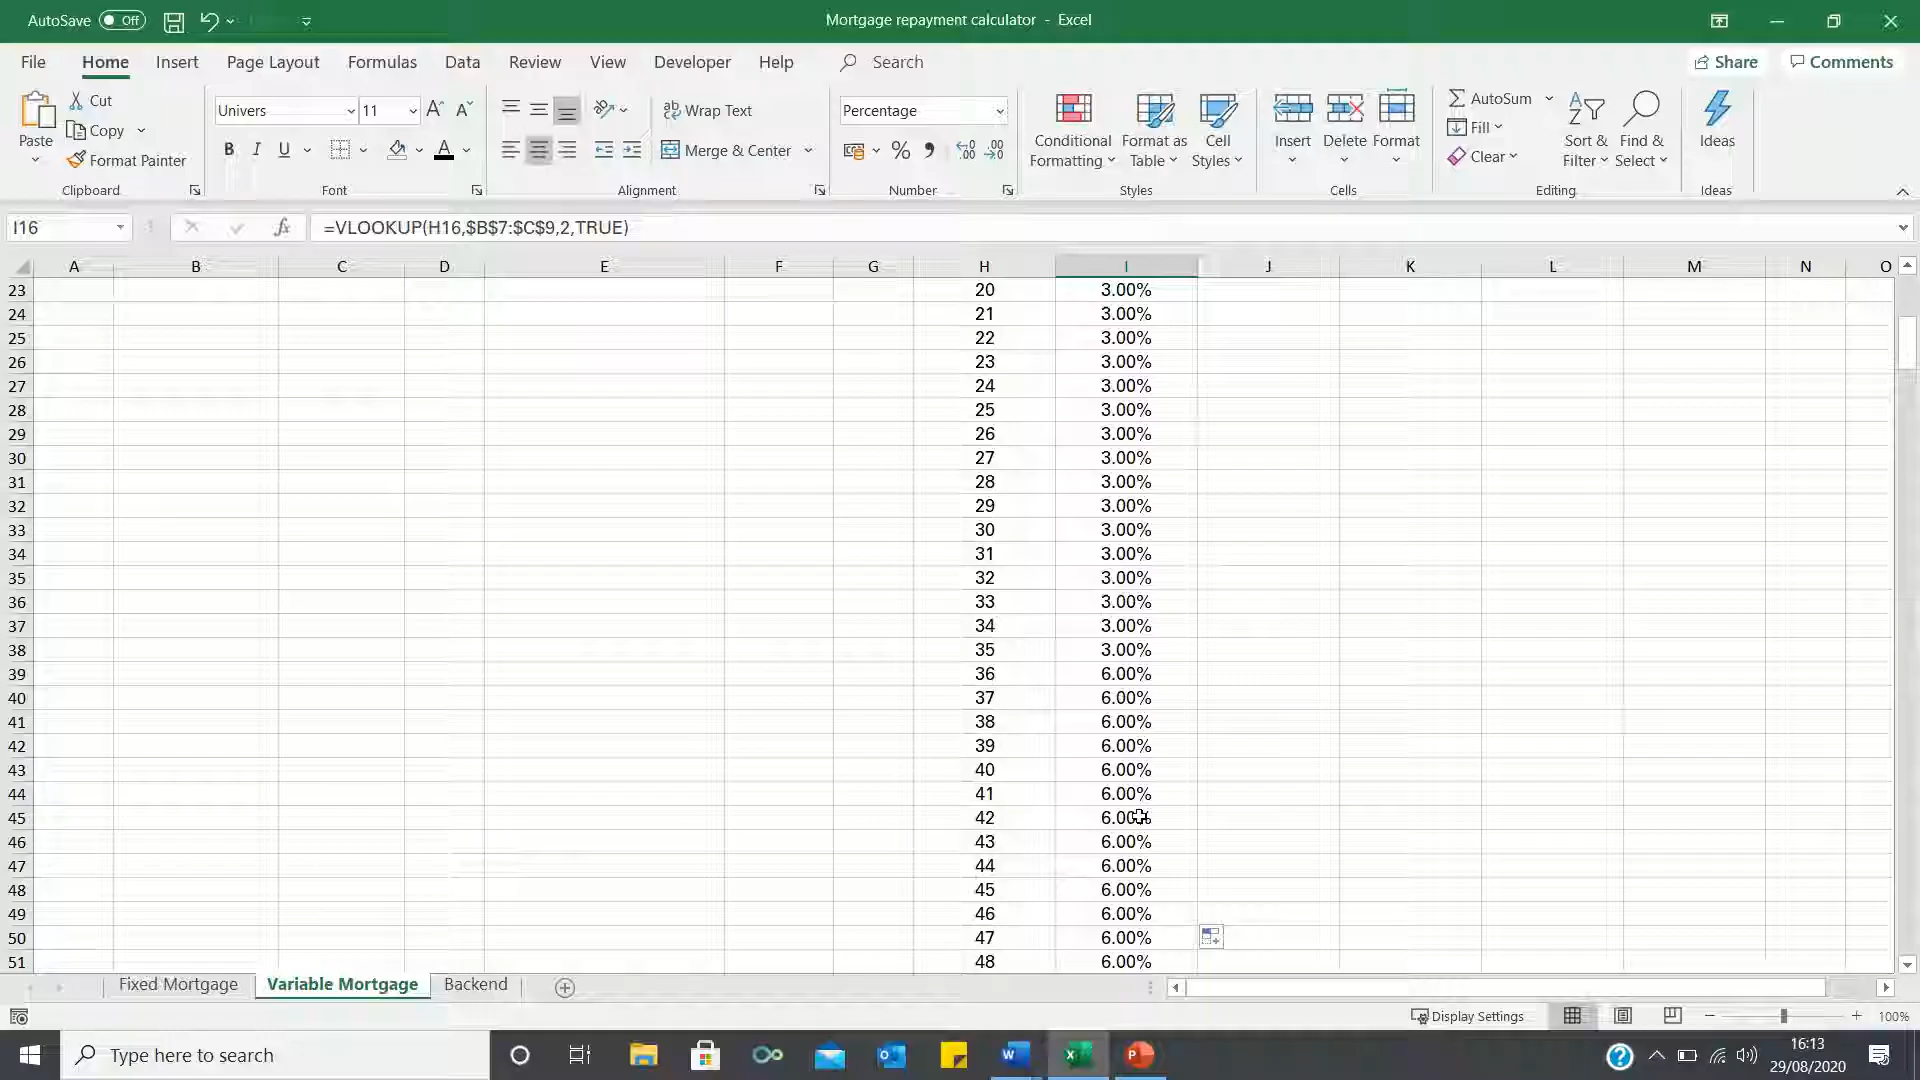 AutoSave Off Mortgage repayment calculator - Excel
File Home Insert Page Layout Formulas Data Review View Developer Help Search Share Comments
Paste Cut Copy Format Painter Clipboard
Univers 11 B I U A Font
Wrap Text Merge & Center Alignment
Percentage % Number
Conditional Formatting Format as Table Cell Styles Styles
Insert Delete Format Cells
AutoSum Fill Clear Sort & Filter Find & Select Editing
Ideas Ideas
I16 fx =VLOOKUP(H16,$B$7:$C$9,2,TRUE)
A B C D E F G H I J K L M N O
23 20 3.00%
24 21 3.00%
25 22 3.00%
26 23 3.00%
27 24 3.00%
28 25 3.00%
29 26 3.00%
30 27 3.00%
31 28 3.00%
32 29 3.00%
33 30 3.00%
34 31 3.00%
35 32 3.00%
36 33 3.00%
37 34 3.00%
38 35 3.00%
39 36 6.00%
40 37 6.00%
41 38 6.00%
42 39 6.00%
43 40 6.00%
44 41 6.00%
45 42 6.00%
46 43 6.00%
47 44 6.00%
48 45 6.00%
49 46 6.00%
50 47 6.00%
51 48 6.00%
Fixed Mortgage Variable Mortgage Backend
Display Settings 100%
Type here to search
16:13
29/08/2020